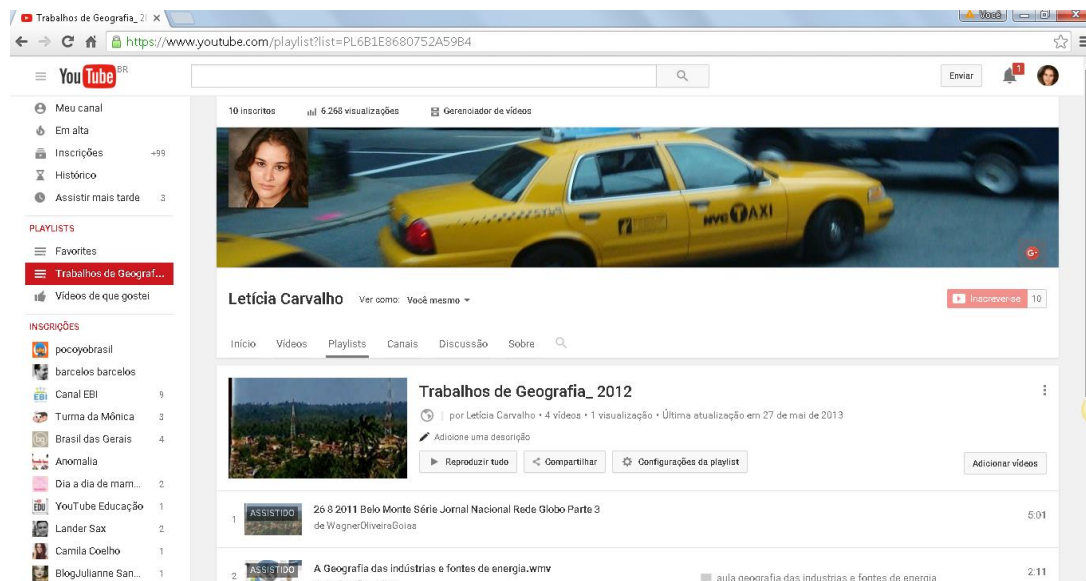 Trabalhos de Geografia_ 2(
Você
https://www.youtube.com/playlist?list=PL6B1E8680752A59B4
YouTube BR
Enviar
1
Meu canal
Em alta
Inscrições +99
Histórico
Assistir mais tarde 3
PLAYLISTS
Favorites
Trabalhos de Geograf...
Vídeos de que gostei
INSCRIÇÕES
pocoyobrasil
barcelos barcelos
EBI
Canal EBI 9
Turma da Mônica 3
bg
Brasil das Gerais 4
Anomalia
Dia a dia de mam... 2
EDU
YouTube Educação 1
Lander Sax 2
Camila Coelho 1
BlogJulianne San... 1
10 inscritos 6.268 visualizações Gerenciador de vídeos
NYC TAXI
G+
Letícia Carvalho Ver como: Você mesmo
Inscrever-se 10
Início Vídeos Playlists Canais Discussão Sobre
Trabalhos de Geografia_ 2012
por Letícia Carvalho • 4 vídeos • 1 visualização • Última atualização em 27 de mai de 2013
Adicione uma descrição
Reproduzir tudo Compartilhar Configurações da playlist Adicionar vídeos
1 ASSISTIDO 26 8 2011 Belo Monte Série Jornal Nacional Rede Globo Parte 3 5:01
de WagnerOliveiraGoias
2 ASSISTIDO A Geografia das indústrias e fontes de energia.wmv 2:11
aula geografia das industrias e fontes de energia